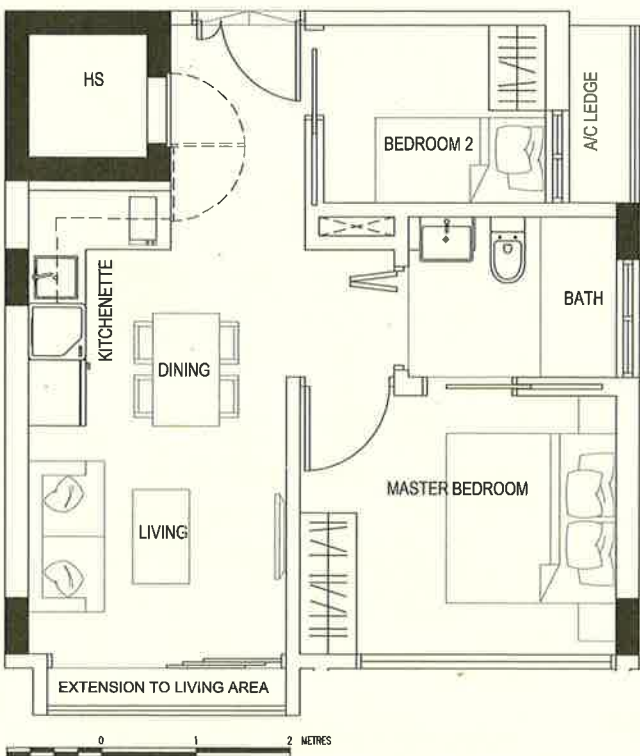 HS
BEDROOM 2
A/C LEDGE
KITCHENETTE
BATH
DINING
MASTER BEDROOM
LIVING
EXTENSION TO LIVING AREA
0 1 2 METRES